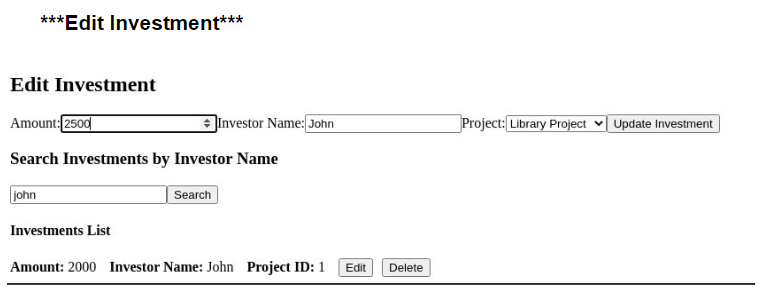 ***Edit Investment***
Edit Investment
Amount: 2500 Investor Name: John Project: Library Project Update Investment
Search Investments by Investor Name
john Search
Investments List
Amount: 2000 Investor Name: John Project ID: 1 Edit Delete